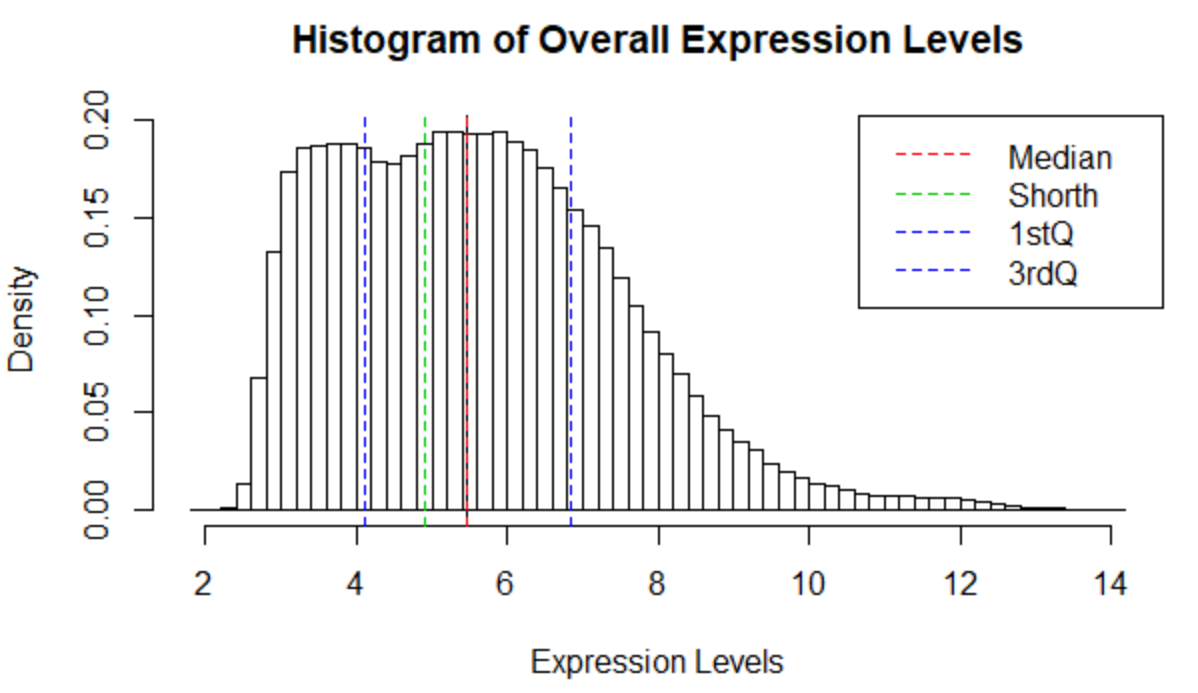 Histogram of Overall Expression Levels
Density
0.20
0.15
0.10
0.05
0.00
Median
Shorth
1stQ
3rdQ
2 4 6 8 10 12 14
Expression Levels